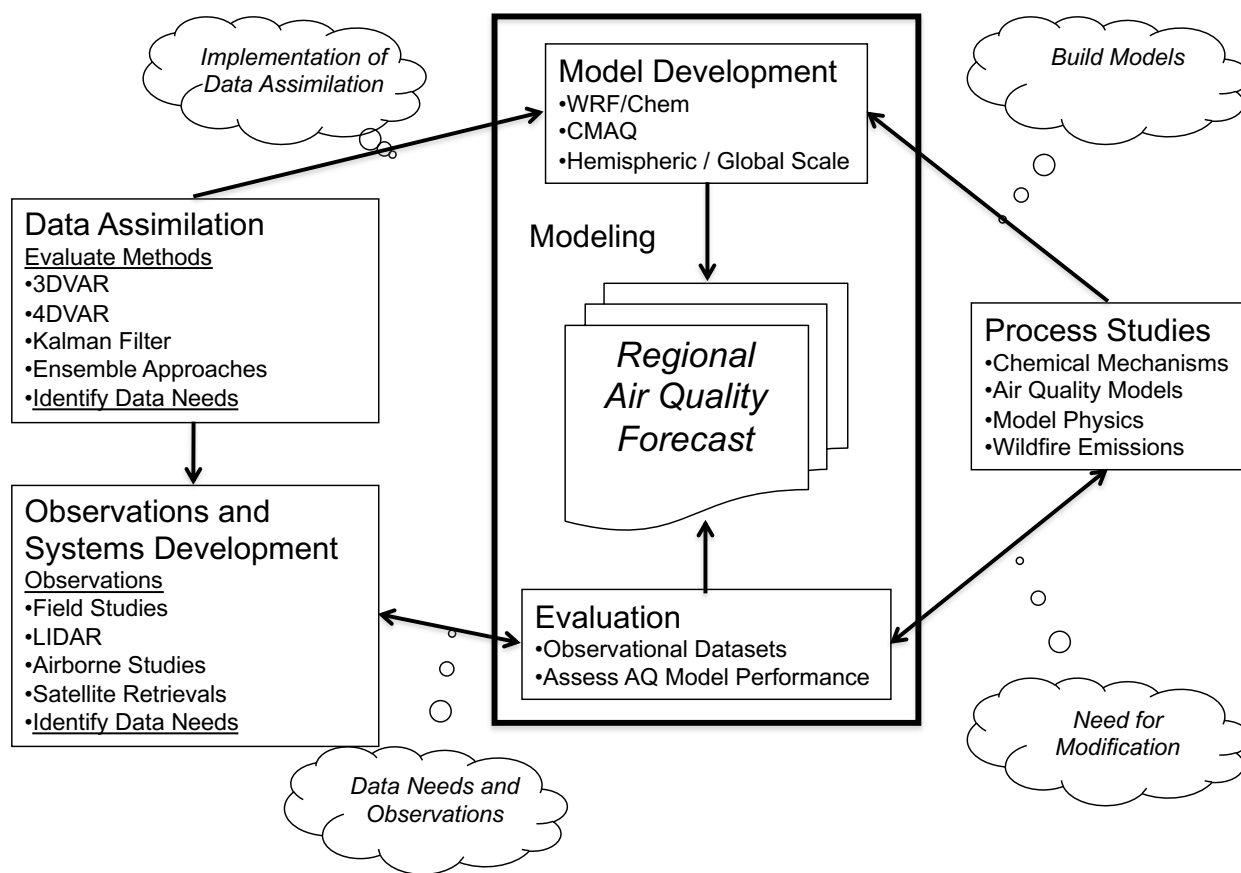 Implementation of
Data Assimilation
Model Development
•WRF/Chem
•CMAQ
•Hemispheric / Global Scale
Build Models
Data Assimilation
Evaluate Methods
•3DVAR
•4DVAR
•Kalman Filter
•Ensemble Approaches
•Identify Data Needs
Modeling
Regional
Air Quality
Forecast
Process Studies
•Chemical Mechanisms
•Air Quality Models
•Model Physics
•Wildfire Emissions
Observations and
Systems Development
Observations
•Field Studies
•LIDAR
•Airborne Studies
•Satellite Retrievals
•Identify Data Needs
Evaluation
•Observational Datasets
•Assess AQ Model Performance
Need for
Modification
Data Needs and
Observations